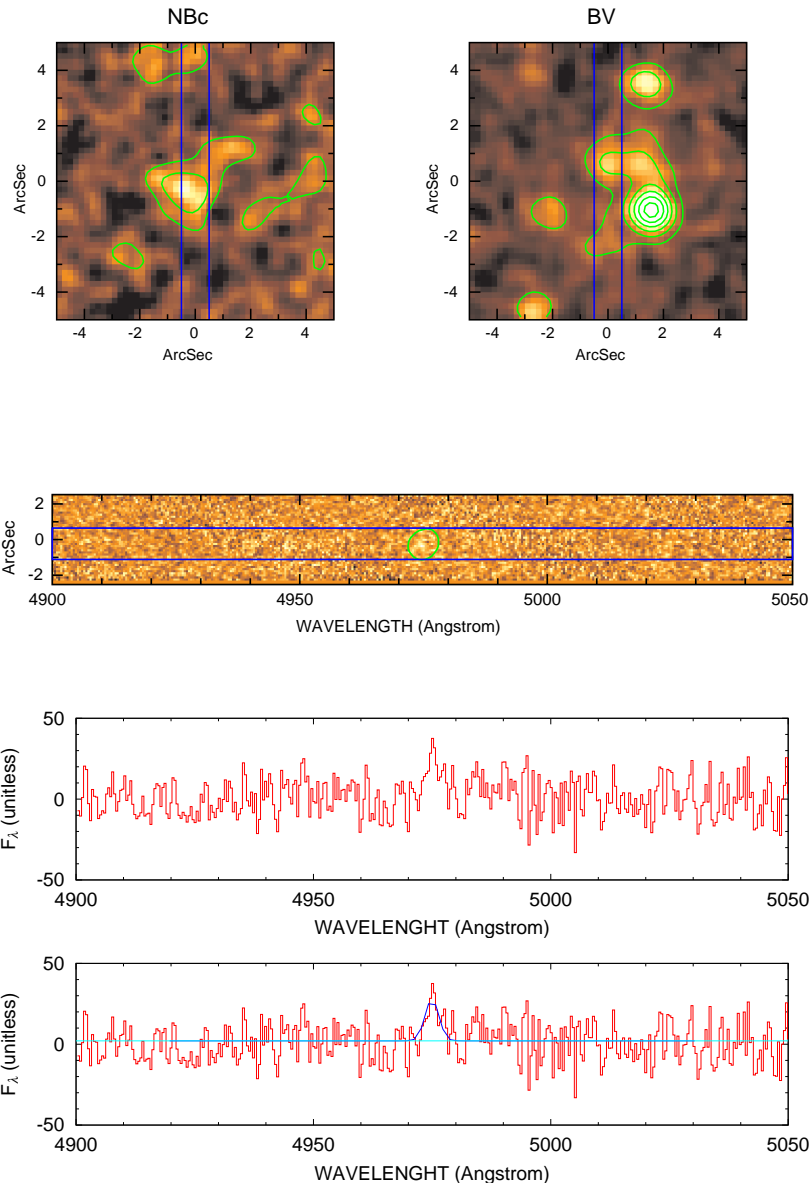 NBc
BV
4
2
0
-2
-4
ArcSec
-4 -2 0 2 4
ArcSec
4
2
0
-2
-4
ArcSec
-4 -2 0 2 4
ArcSec
2
0
-2
ArcSec
4900 4950 5000 5050
WAVELENGTH (Angstrom)
50
0
-50
Fλ (unitless)
4900 4950 5000 5050
WAVELENGHT (Angstrom)
50
0
-50
Fλ (unitless)
4900 4950 5000 5050
WAVELENGHT (Angstrom)